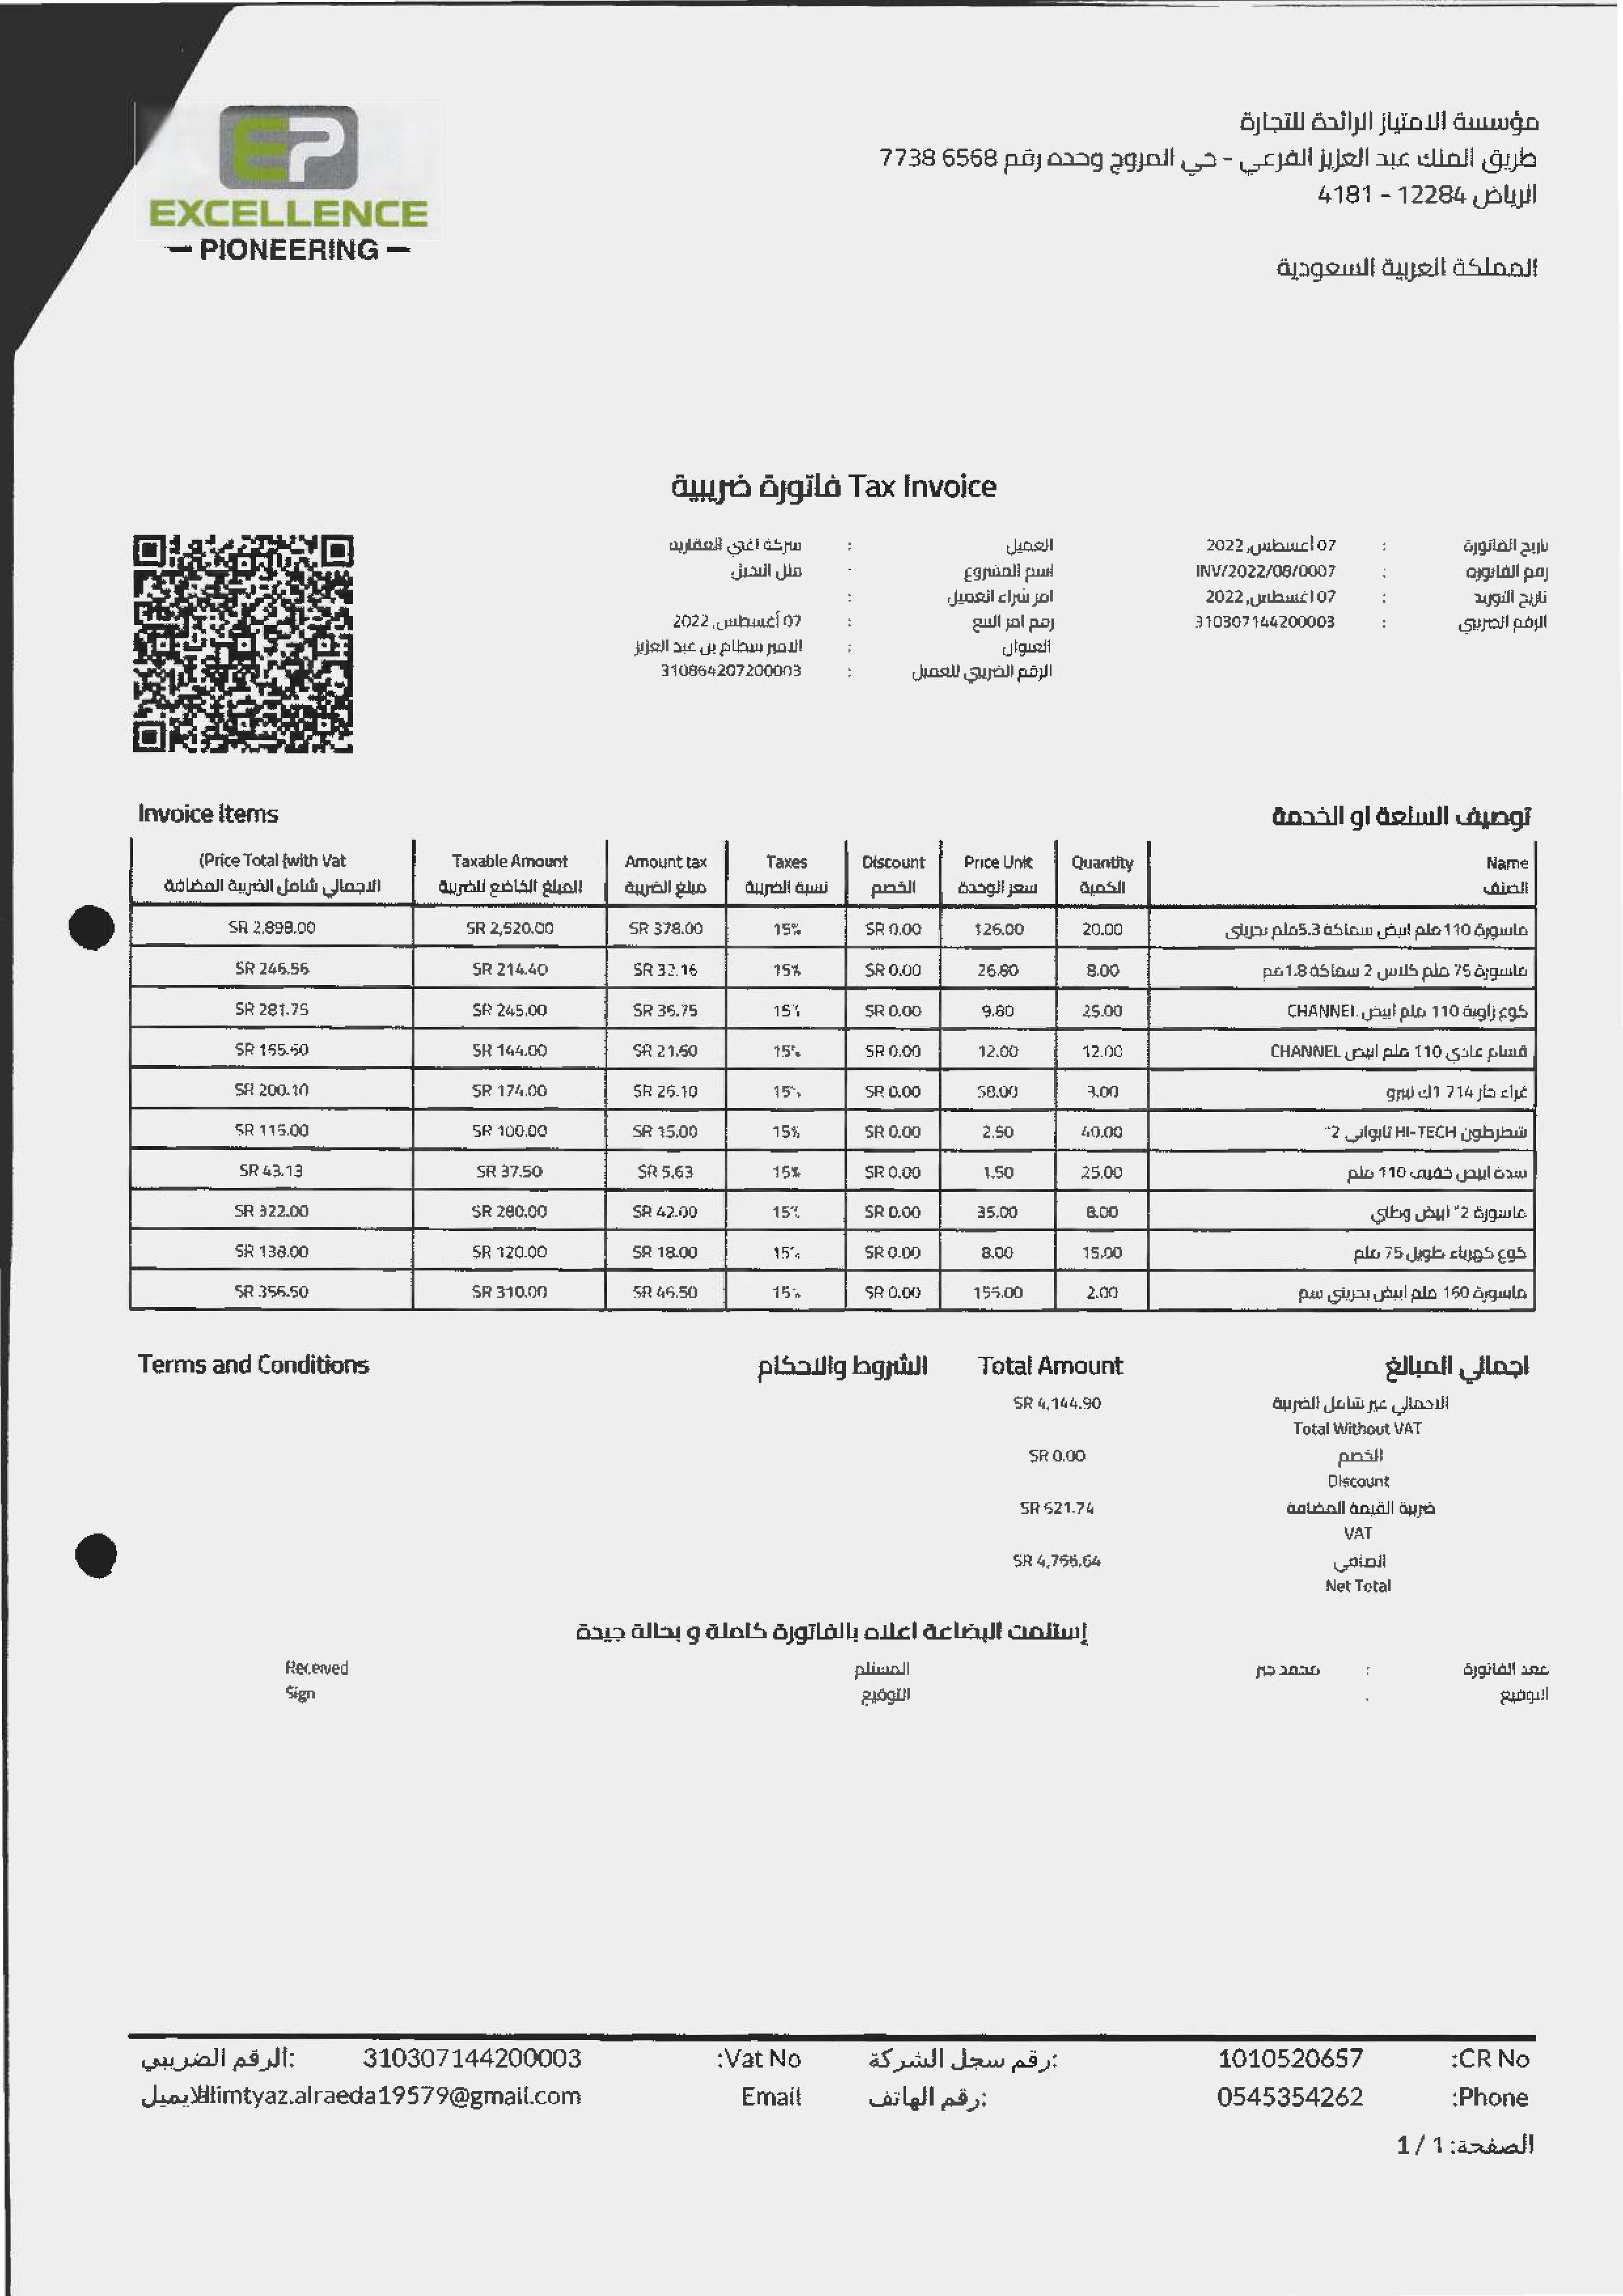 EP
EXCELLENCE
— PIONEERING —
مؤسسة الامتياز الرائدة للتجارة
طريق الملك عبد العزيز الفرعي - حي المروج وحده رقم 6568 7738
الرياض 12284 - 4181
المملكة العربية السعودية
Tax Invoice فاتورة ضريبية
تاريخ الفاتورة : 07 أغسطس, 2022
رقم الفاتورة : INV/2022/08/0007
تاريخ التوريد : 07 أغسطس, 2022
الرقم الضريبي : 310307144200003
العميل : شركة اغنى العقارية
اسم المشروع
امر شراء العميل :
رقم امر البيع : 07 أغسطس, 2022
العنوان : الامير سطام بن عبد العزيز
الرقم الضريبي للعميل : 310864207200003
توصيف السلعة او الخدمة
Invoice Items
Name Quantity Price Unit Discount Taxes Amount tax Taxable Amount (Price Total (with Vat
الصنف الكمية سعر الوحدة الخصم نسبة الضريبة مبلغ الضريبة المبلغ الخاضع للضريبة الاجمالي شامل الضريبة المضافة
ماسورة 110 ملم ابيض سماكة 5.3ملم بحريني 20.00 126.00 SR 0.00 15% SR 378.00 SR 2,520.00 SR 2,898.00
ماسورة 75 ملم كلاس 2 سماكة 1.8مم 8.00 26.80 SR 0.00 15% SR 32.16 SR 214.40 SR 246.56
كوع زاوية 110 ملم ابيض CHANNEL 25.00 9.80 SR 0.00 15% SR 36.75 SR 245.00 SR 281.75
قسام عادي 110 ملم ابيض CHANNEL 12.00 12.00 SR 0.00 15% SR 21.60 SR 144.00 SR 165.60
غراء حار 714 1ك نيرو 3.00 58.00 SR 0.00 15% SR 26.10 SR 174.00 SR 200.10
شطرطون HI-TECH تايواني 2" 40.00 2.50 SR 0.00 15% SR 15.00 SR 100.00 SR 115.00
سدة ابيض خفيف 110 ملم 25.00 1.50 SR 0.00 15% SR 5.63 SR 37.50 SR 43.13
ماسورة 2" ابيض وطني 8.00 35.00 SR 0.00 15% SR 42.00 SR 280.00 SR 322.00
كوع كهرباء طويل 75 ملم 15.00 8.00 SR 0.00 15% SR 18.00 SR 120.00 SR 138.00
ماسورة 160 ملم ابيض بحريني سم 2.00 155.00 SR 0.00 15% SR 46.50 SR 310.00 SR 356.50
اجمالي المبالغ Total Amount
الشروط والاحكام Terms and Conditions
الاجمالي غير شامل الضريبة SR 4,144.90
Total Without VAT
الخصم SR 0.00
Discount
ضريبة القيمة المضافة SR 621.74
VAT
الصافي SR 4,766.64
Net Total
إستلمت البضاعة اعلاه بالفاتورة كاملة و بحالة جيدة
معد الفاتورة : محمد جبر المستلم Received
التوقيع : التوقيع Sign
CR No: 1010520657 رقم سجل الشركة: Vat No: 310307144200003 الرقم الضريبي:
Phone: 0545354262 رقم الهاتف: Email alimtyaz.alraeda19579@gmail.com الايميل
الصفحة: 1 / 1